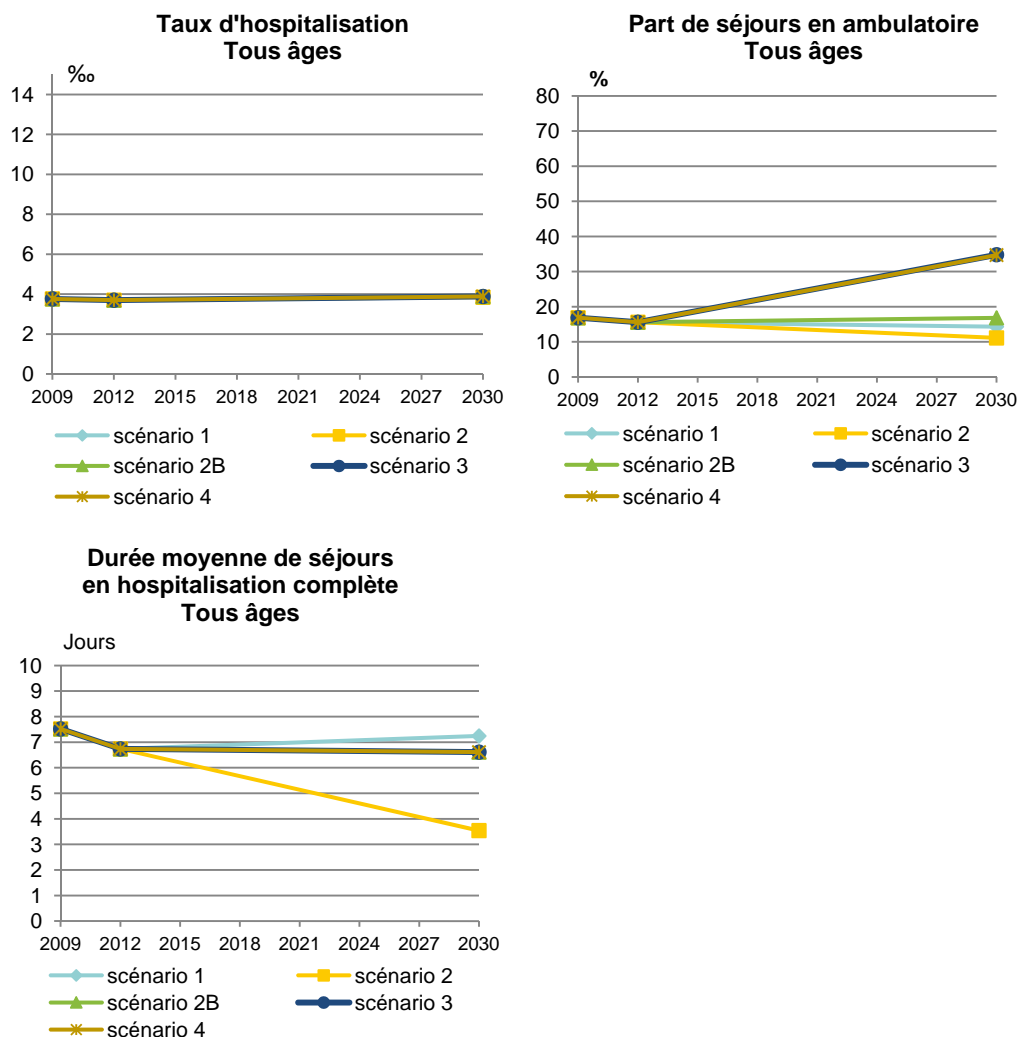 Taux d'hospitalisation
Tous âges
‰
14
12
10
8
6
4
2
0
2009 2012 2015 2018 2021 2024 2027 2030
scénario 1
scénario 2
scénario 2B
scénario 3
scénario 4
Part de séjours en ambulatoire
Tous âges
%
80
70
60
50
40
30
20
10
0
2009 2012 2015 2018 2021 2024 2027 2030
scénario 1
scénario 2
scénario 2B
scénario 3
scénario 4
Durée moyenne de séjours
en hospitalisation complète
Tous âges
Jours
10
9
8
7
6
5
4
3
2
1
0
2009 2012 2015 2018 2021 2024 2027 2030
scénario 1
scénario 2
scénario 2B
scénario 3
scénario 4